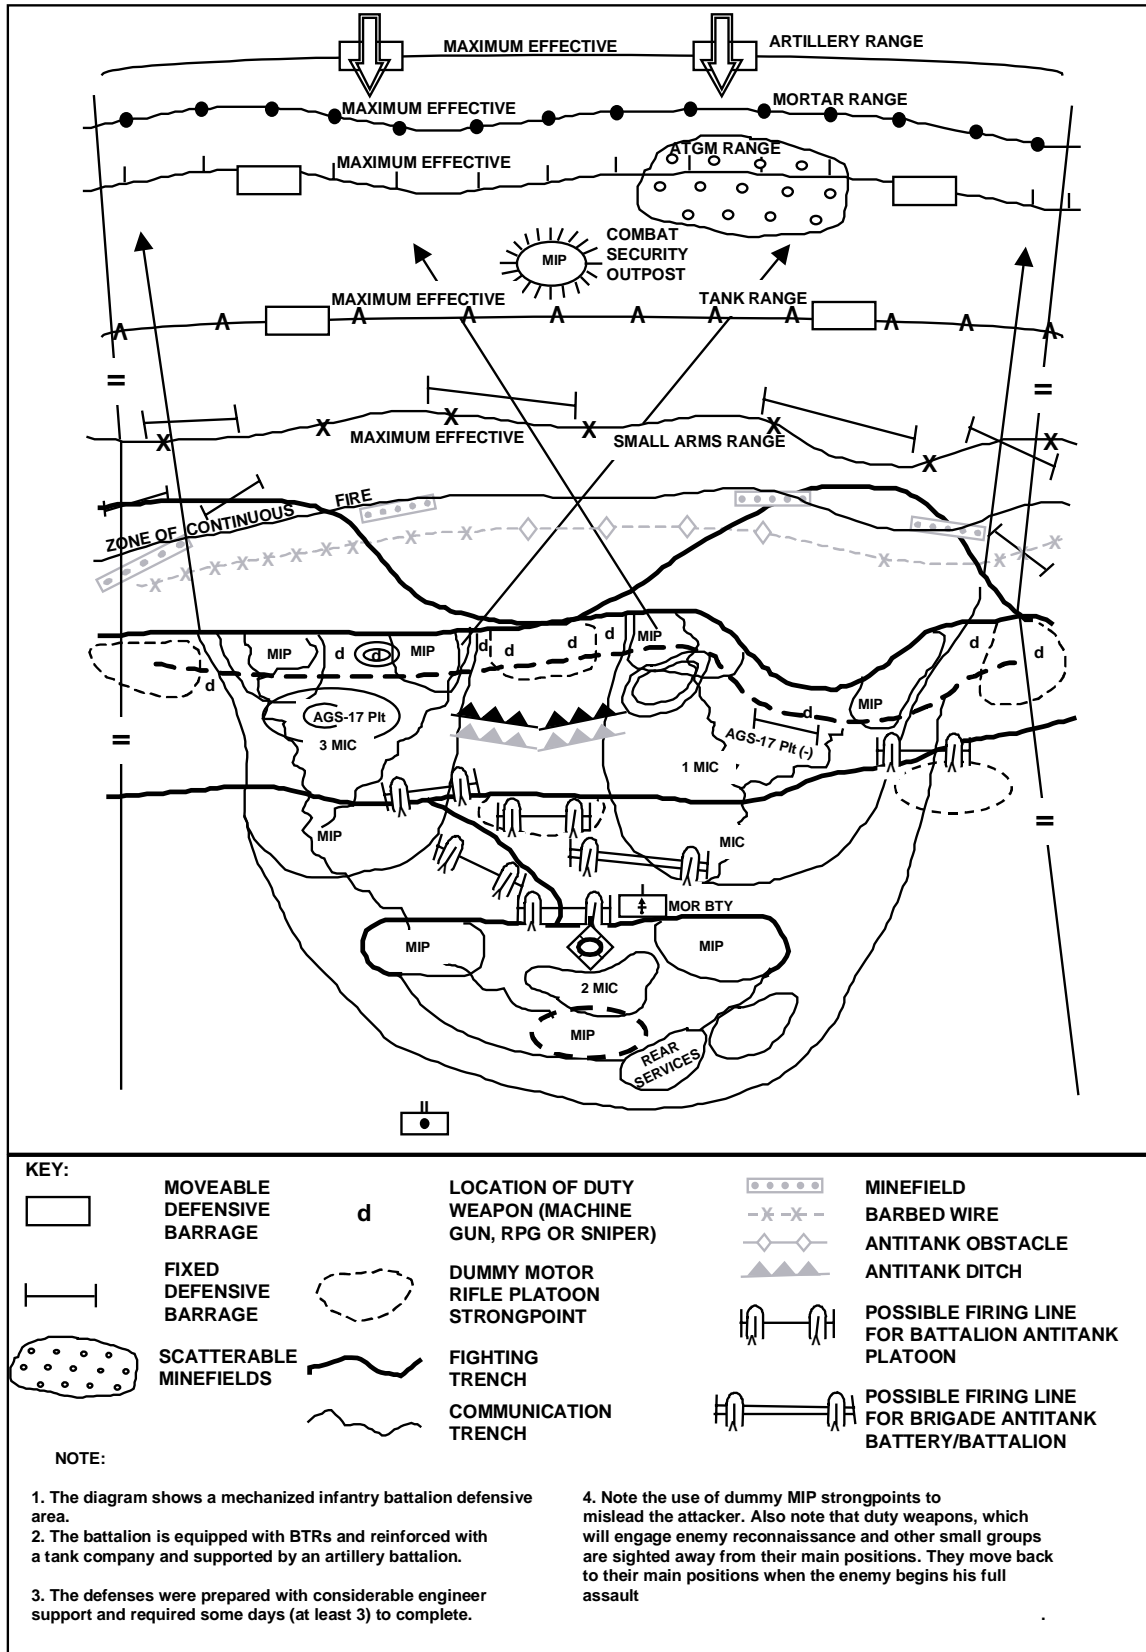 MAXIMUM EFFECTIVE ARTILLERY RANGE
MAXIMUM EFFECTIVE MORTAR RANGE
MAXIMUM EFFECTIVE ATGM RANGE
COMBAT
SECURITY
OUTPOST
MIP
MAXIMUM EFFECTIVE TANK RANGE
MAXIMUM EFFECTIVE SMALL ARMS RANGE
ZONE OF CONTINUOUS FIRE
MIP
d
d
MIP
d
d
d
d
MIP
d
d
d
d
MIP
AGS-17 Plt
3 MIC
AGS-17 Plt (-)
1 MIC
MIP
MIC
MOR BTY
MIP
MIP
2 MIC
MIP
REAR
SERVICES
KEY:
MOVEABLE
DEFENSIVE
BARRAGE
FIXED
DEFENSIVE
BARRAGE
SCATTERABLE
MINEFIELDS
d
LOCATION OF DUTY
WEAPON (MACHINE
GUN, RPG OR SNIPER)
DUMMY MOTOR
RIFLE PLATOON
STRONGPOINT
FIGHTING
TRENCH
COMMUNICATION
TRENCH
MINEFIELD
BARBED WIRE
ANTITANK OBSTACLE
ANTITANK DITCH
POSSIBLE FIRING LINE
FOR BATTALION ANTITANK
PLATOON
POSSIBLE FIRING LINE
FOR BRIGADE ANTITANK
BATTERY/BATTALION
NOTE:
1. The diagram shows a mechanized infantry battalion defensive
area.
2. The battalion is equipped with BTRs and reinforced with
a tank company and supported by an artillery battalion.
3. The defenses were prepared with considerable engineer
support and required some days (at least 3) to complete.
4. Note the use of dummy MIP strongpoints to
mislead the attacker. Also note that duty weapons, which
will engage enemy reconnaissance and other small groups
are sighted away from their main positions. They move back
to their main positions when the enemy begins his full
assault
.